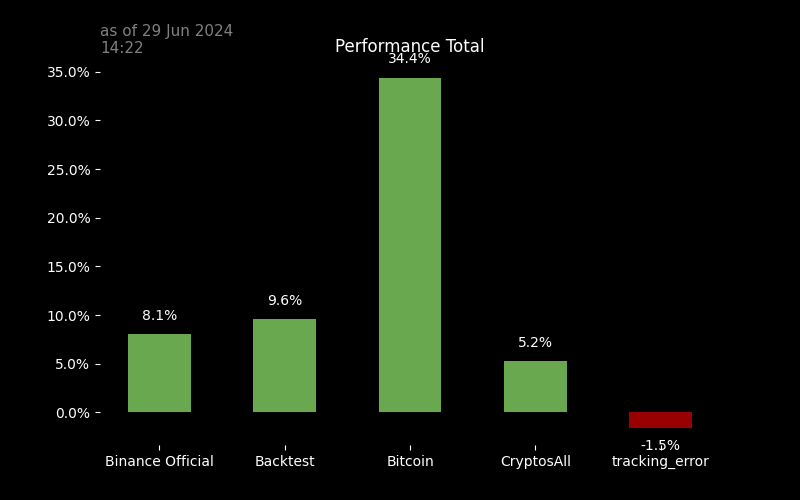 as of 29 Jun 2024
14:22
Performance Total
34.4%
35.0%
30.0%
25.0%
20.0%
15.0%
10.0%
5.0%
0.0%
8.1%
9.6%
5.2%
-1.5%
Binance Official
Backtest
Bitcoin
CryptosAll
tracking_error